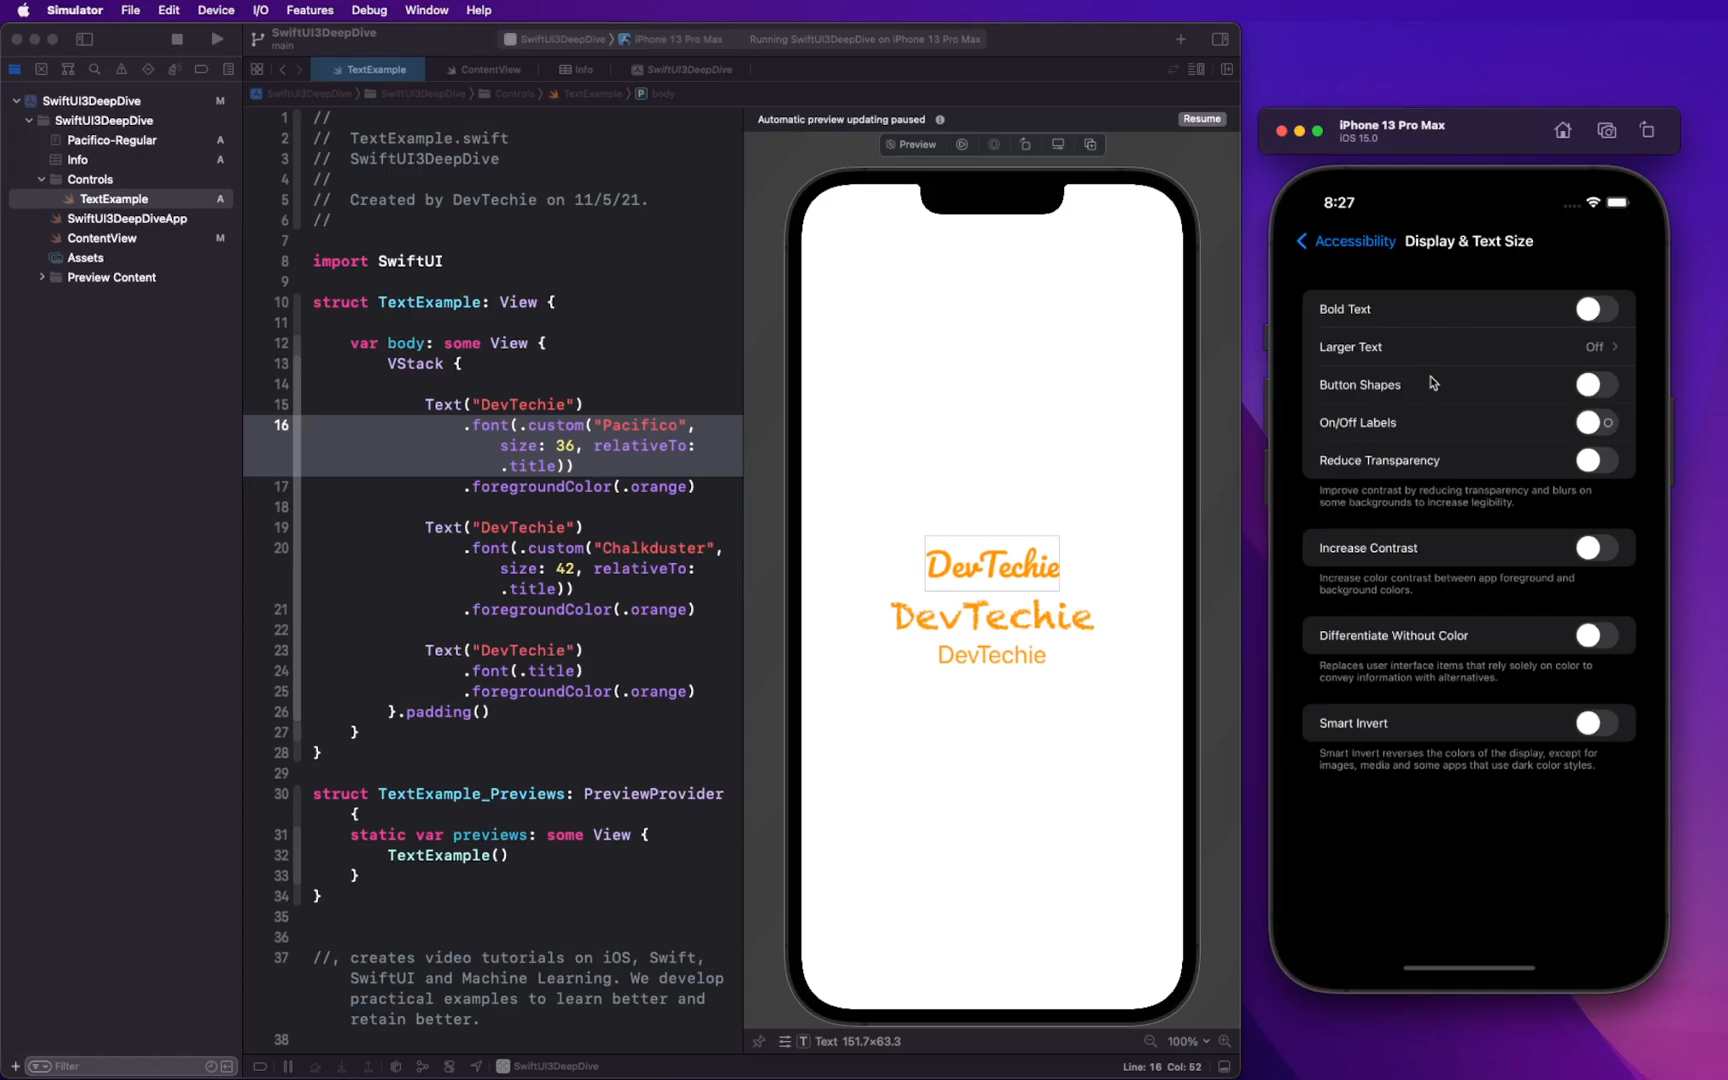 Simulator File Edit Device I/O Features Debug Window Help
SwiftUI3DeepDive
main
SwiftUI3DeepDive iPhone 13 Pro Max
Running SwiftUI3DeepDive on iPhone 13 Pro Max
TextExample
ContentView
Info
SwiftUI3DeepDive
SwiftUI3DeepDive SwiftUI3DeepDive Controls TextExample body
SwiftUI3DeepDive M
SwiftUI3DeepDive
Pacifico-Regular A
Info A
Controls
TextExample A
SwiftUI3DeepDiveApp
ContentView M
Assets
Preview Content
Filter
1 //
2 // TextExample.swift
3 // SwiftUI3DeepDive
4 //
5 // Created by DevTechie on 11/5/21.
6 //
7
8 import SwiftUI
9
10 struct TextExample: View {
11
12 var body: some View {
13 VStack {
14
15 Text("DevTechie")
16 .font(.custom("Pacifico",
size: 36, relativeTo:
.title))
17 .foregroundColor(.orange)
18
19 Text("DevTechie")
20 .font(.custom("Chalkduster",
size: 42, relativeTo:
.title))
21 .foregroundColor(.orange)
22
23 Text("DevTechie")
24 .font(.title)
25 .foregroundColor(.orange)
26 }.padding()
27 }
28 }
29
30 struct TextExample_Previews: PreviewProvider
{
31 static var previews: some View {
32 TextExample()
33 }
34 }
35
36
37 //, creates video tutorials on iOS, Swift,
SwiftUI and Machine Learning. We develop
practical examples to learn better and
retain better.
38
SwiftUI3DeepDive
Automatic preview updating paused
Resume
Preview
DevTechie
DevTechie
DevTechie
T Text 151.7×63.3
100%
Line: 16 Col: 52
iPhone 13 Pro Max
iOS 15.0
8:27
Accessibility Display & Text Size
Bold Text
Larger Text Off
Button Shapes
On/Off Labels
Reduce Transparency
Improve contrast by reducing transparency and blurs on
some backgrounds to increase legibility.
Increase Contrast
Increase color contrast between app foreground and
background colors.
Differentiate Without Color
Replaces user interface items that rely solely on color to
convey information with alternatives.
Smart Invert
Smart Invert reverses the colors of the display, except for
images, media and some apps that use dark color styles.